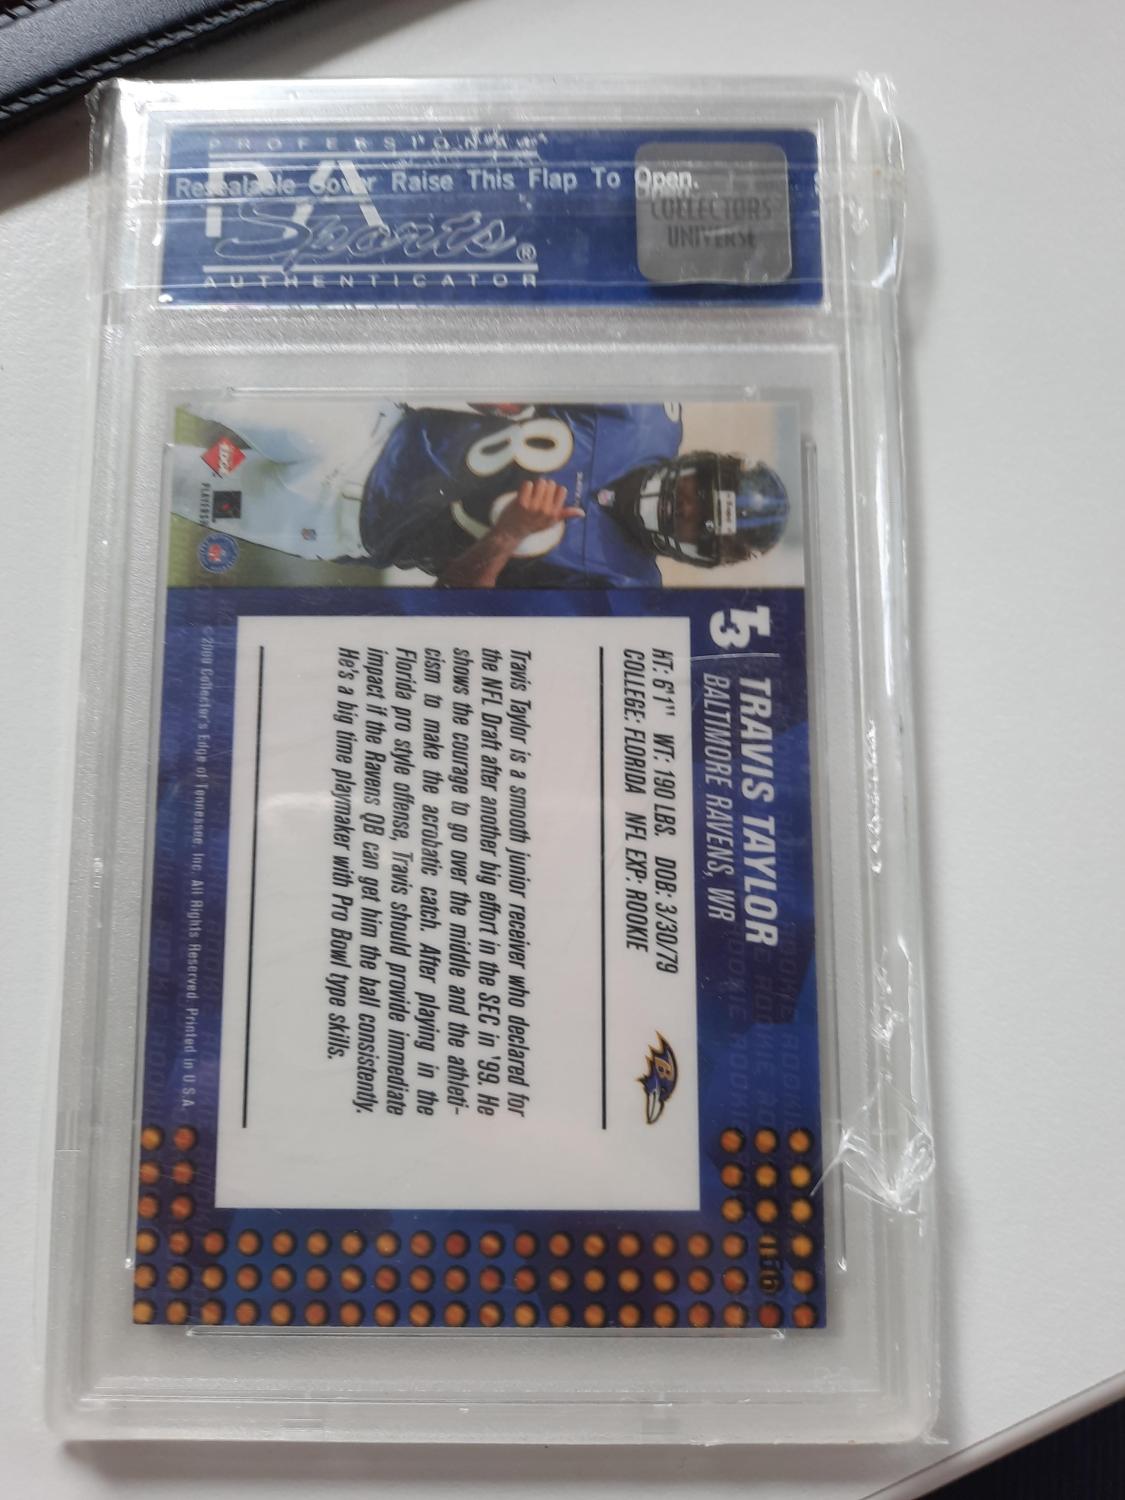 PROFESSIONAL
Resealable Cover Raise This Flap To Open.
Sports®
AUTHENTICATOR
COLLECTORS
UNIVERSE
T3
TRAVIS TAYLOR
BALTIMORE RAVENS, WR
166
HT: 6'1" WT: 190 LBS. DOB: 3/30/79
COLLEGE: FLORIDA NFL EXP: ROOKIE
Travis Taylor is a smooth junior receiver who declared for
the NFL Draft after another big effort in the SEC in '99. He
shows the courage to go over the middle and the athleti-
cism to make the acrobatic catch. After playing in the
Florida pro style offense, Travis should provide immediate
impact if the Ravens QB can get him the ball consistently.
He's a big time playmaker with Pro Bowl type skills.
PLAYERS
©2000 Collector's Edge of Tennessee, Inc. All Rights Reserved. Printed in U.S.A.